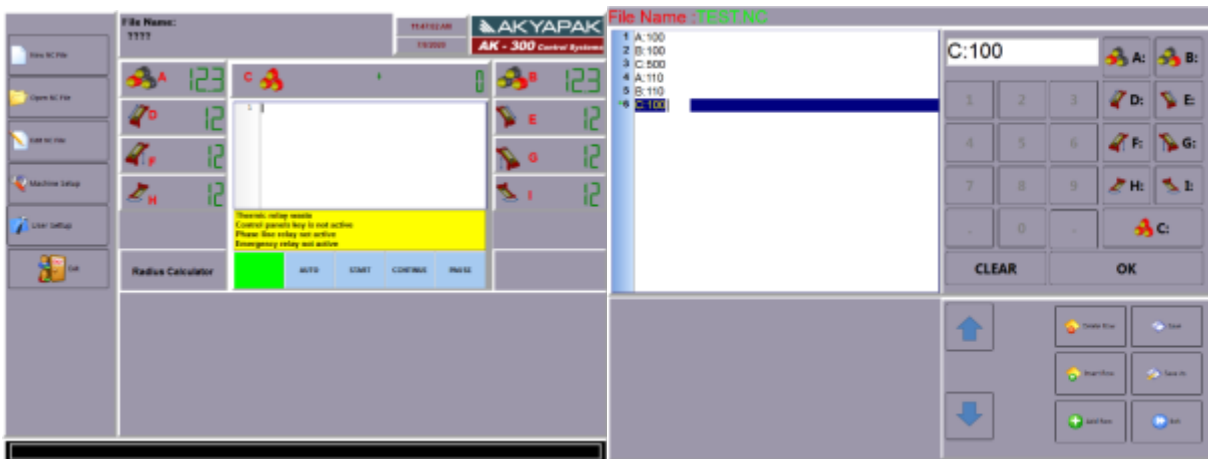 File Name:
????
11:41:02 AM
AKYAPAK
AK - 300 Control Systems
New NC File
Open NC File
Edit NC File
Machine Setup
User Setup
Exit
A 123
C 0
B 123
D 12
E 12
F 12
G 12
H 12
I 12
1
Control panels key is not active
Phase line relay not active
Emergency relay not active
Radius Calculator
AUTO
START
CONTINUE
PAUSE
File Name :TEST.NC
1 A:100
2 B:100
3 C:500
4 A:110
5 B:110
*6 C:100
C:100
A:
B:
1
2
3
D:
E:
4
5
6
F:
G:
7
8
9
H:
I:
.
0
C:
CLEAR
OK
Delete Row
Save
Insert Row
Save As
Add Row
Exit